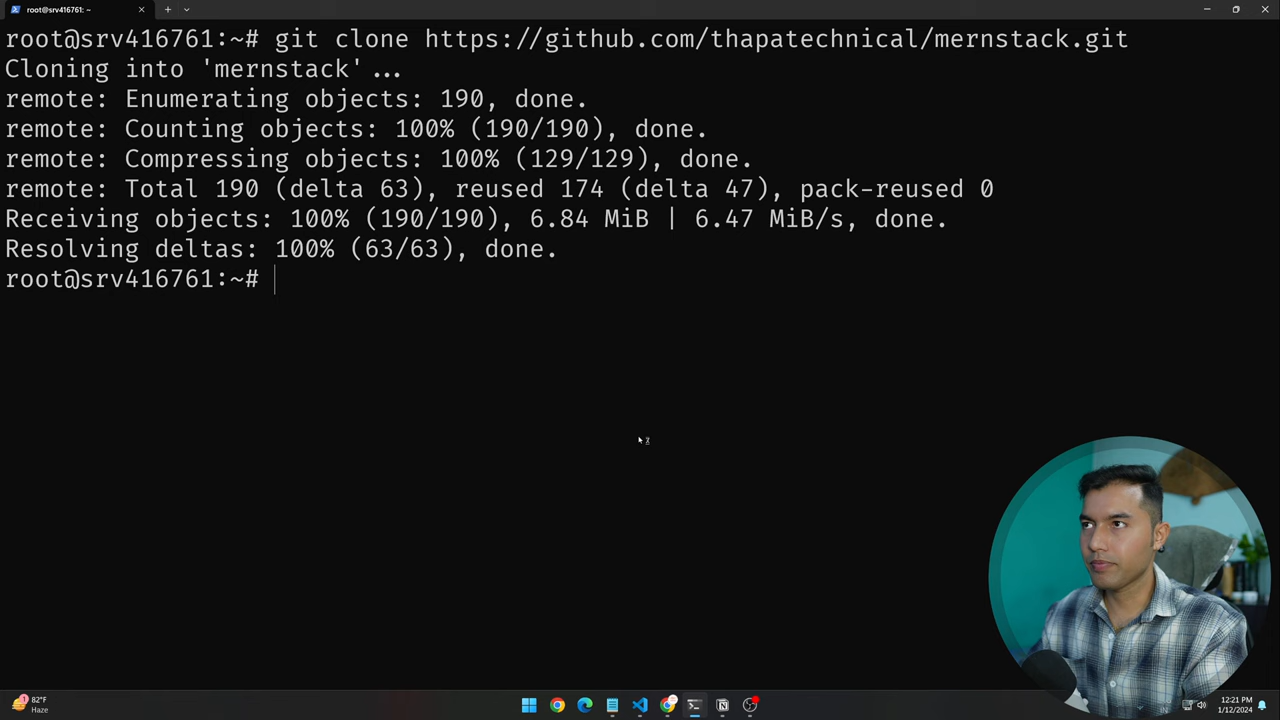 root@srv416761: ~
root@srv416761:~# git clone https://github.com/thapatechnical/mernstack.git
Cloning into 'mernstack'...
remote: Enumerating objects: 190, done.
remote: Counting objects: 100% (190/190), done.
remote: Compressing objects: 100% (129/129), done.
remote: Total 190 (delta 63), reused 174 (delta 47), pack-reused 0
Receiving objects: 100% (190/190), 6.84 MiB | 6.47 MiB/s, done.
Resolving deltas: 100% (63/63), done.
root@srv416761:~#
1
82°F
Haze
IN
12:21 PM
1/12/2024